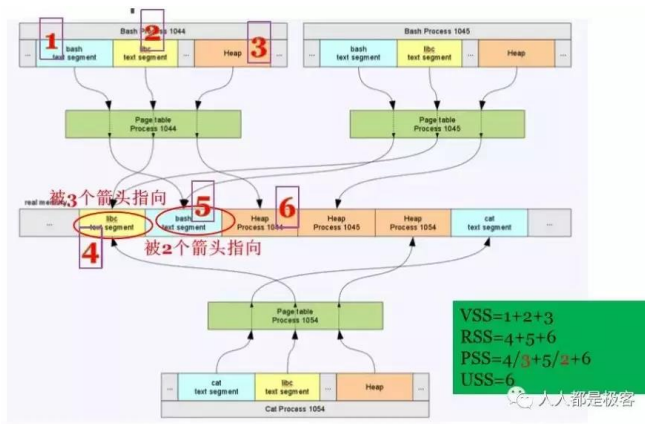 Bash Process 1044
Bash Process 1045
1
2
3
...
bash
text segment
libc
text segment
...
Heap
...
bash
text segment
libc
text segment
...
Heap
...
Page table
Process 1044
Page table
Process 1045
被3个箭头指向
real memory
5
6
...
libc
text segment
bash
text segment
Heap
Process 1044
Heap
Process 1045
Heap
Process 1054
cat
text segment
...
4
被2个箭头指向
Page table
Process 1054
VSS=1+2+3
RSS=4+5+6
PSS=4/3+5/2+6
USS=6
...
cat
text segment
libc
text segment
...
Heap
...
Cat Process 1054
人人都是极客